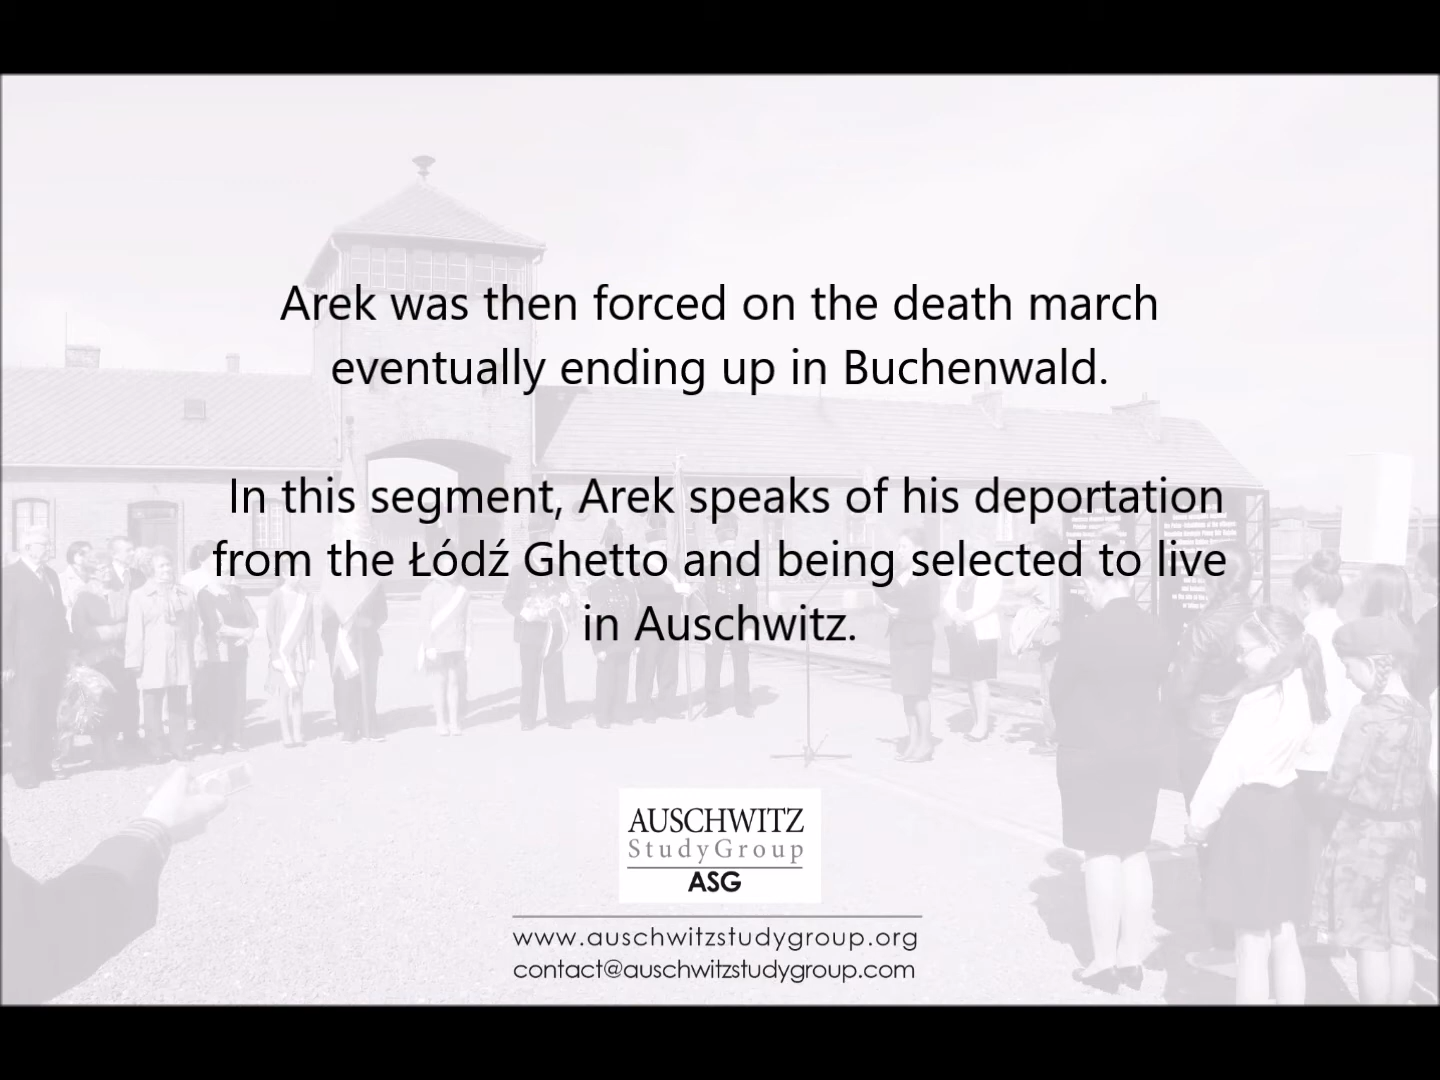 Arek was then forced on the death march
eventually ending up in Buchenwald.
In this segment, Arek speaks of his deportation
from the Łódź Ghetto and being selected to live
in Auschwitz.
AUSCHWITZ
StudyGroup
ASG
www.auschwitzstudygroup.org
contact@auschwitzstudygroup.com